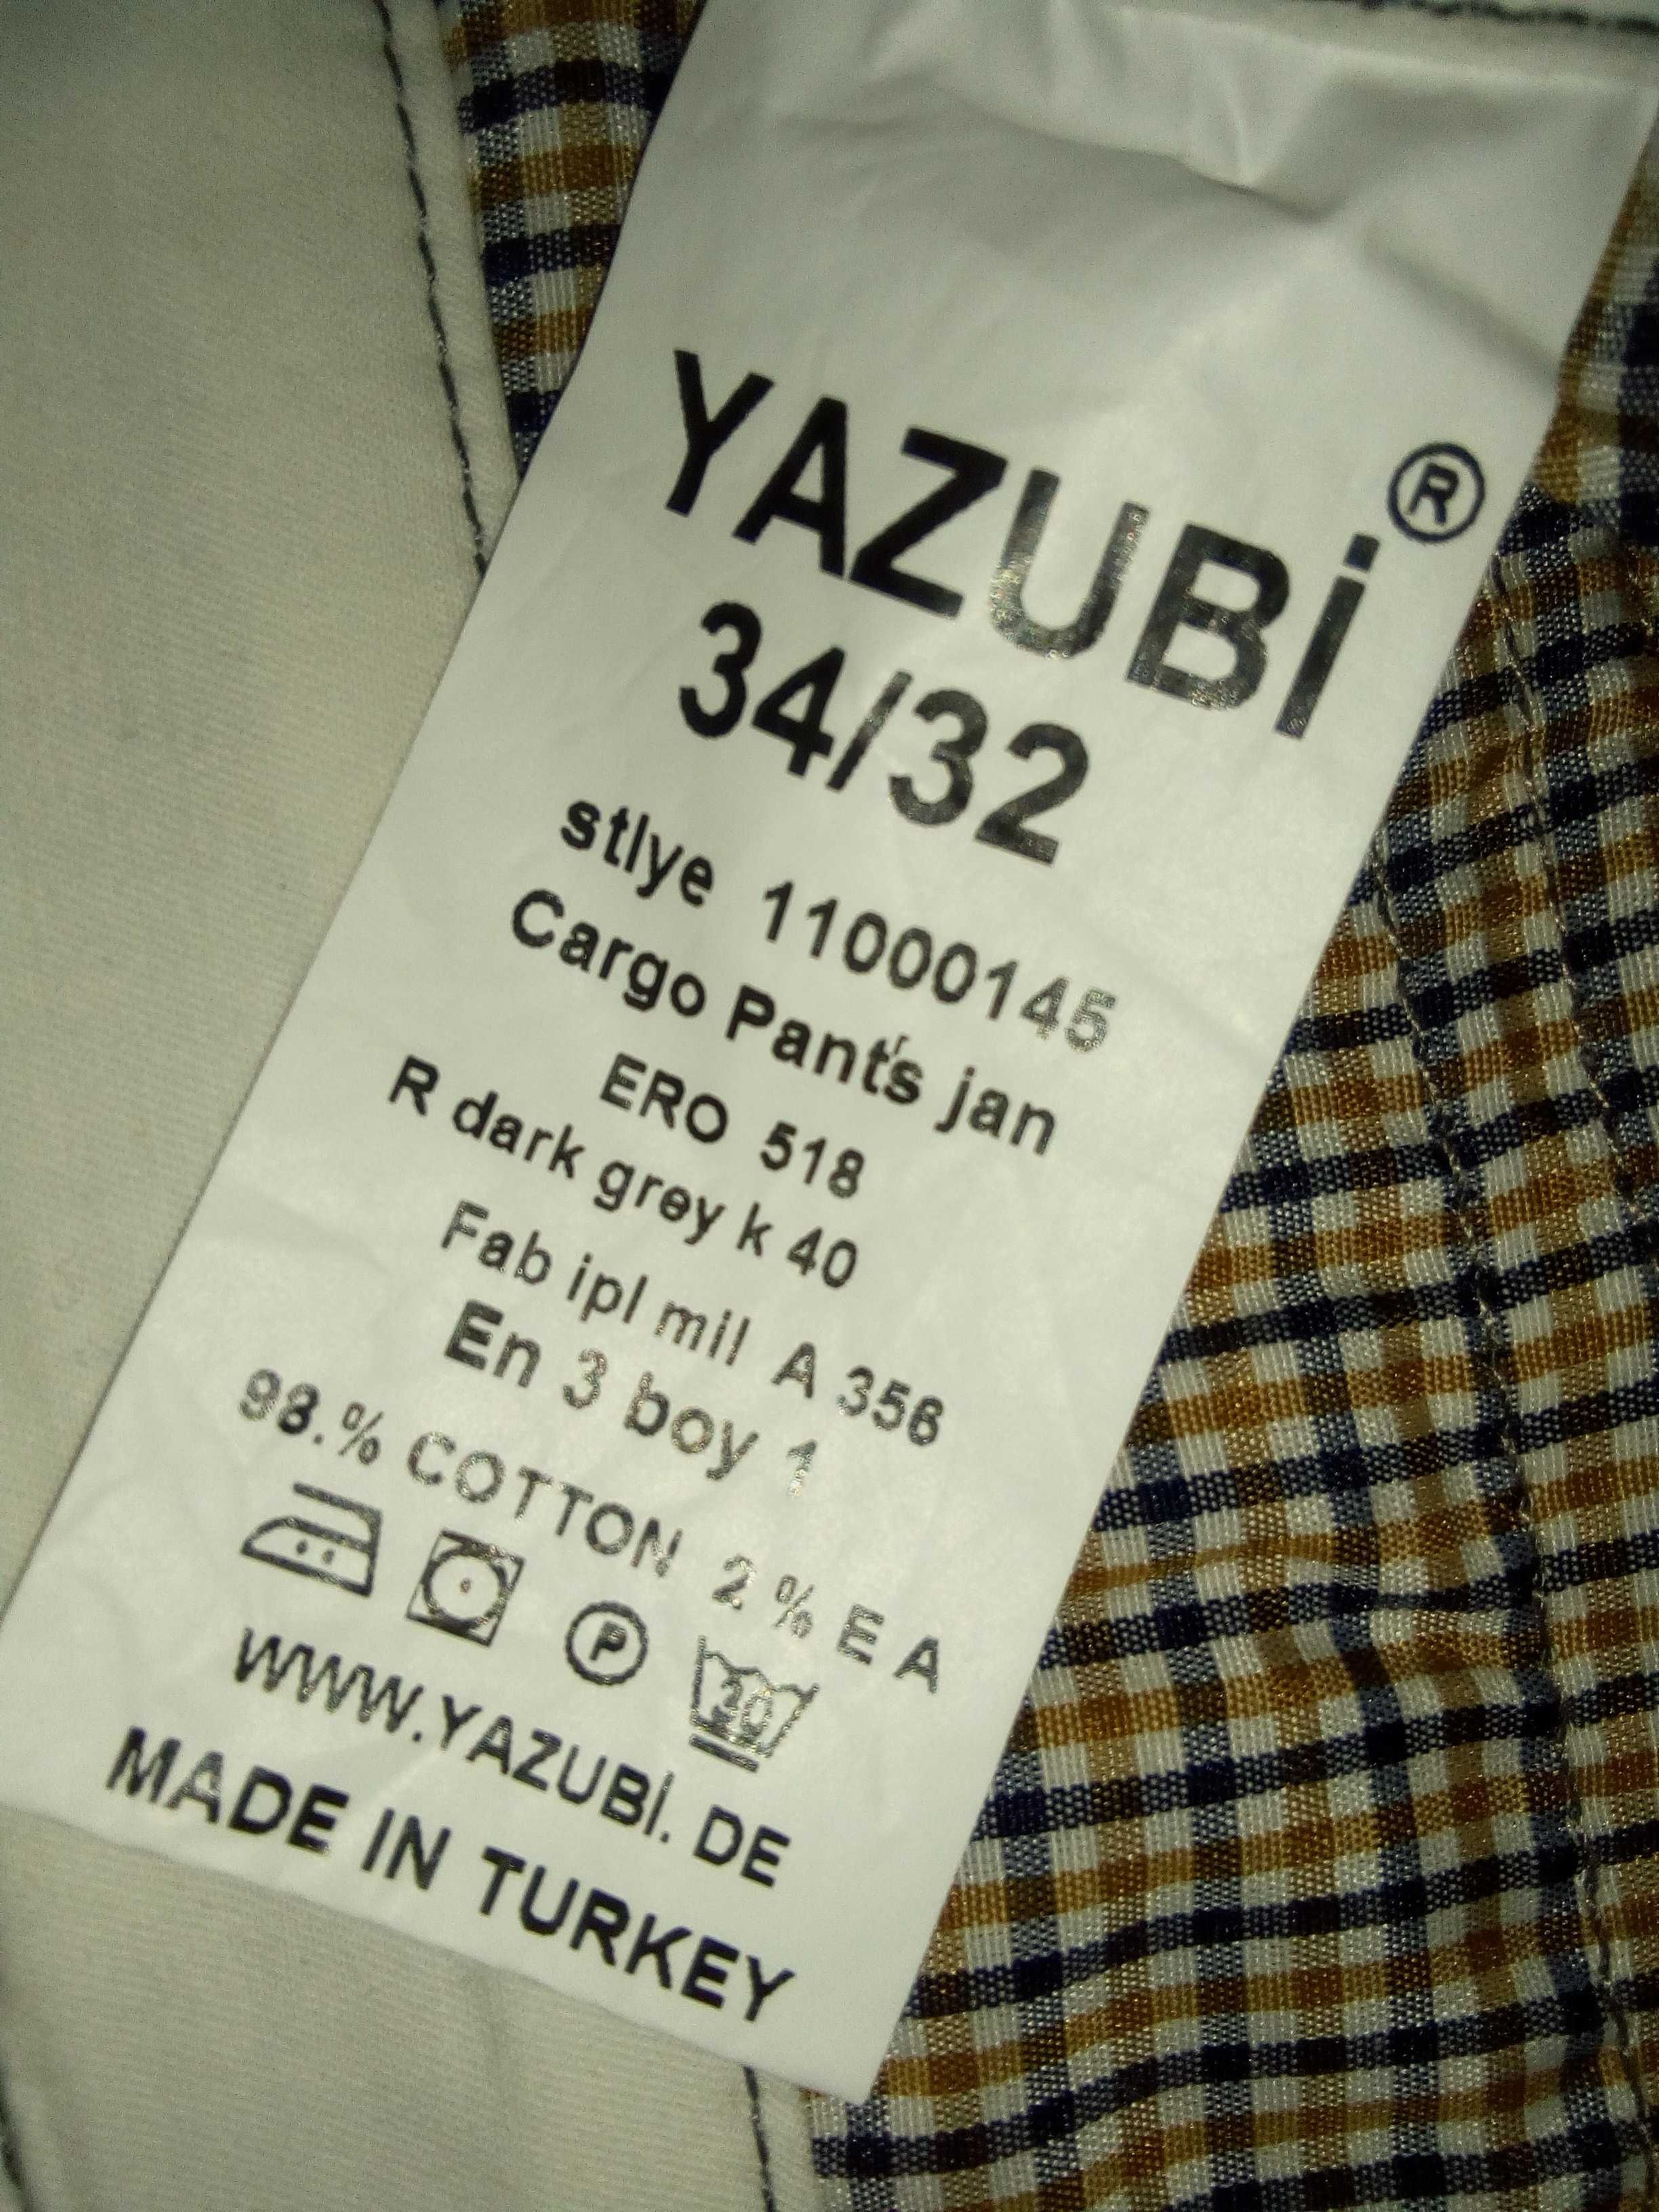 YAZUBİ ®
34/32
stlye 11000145
Cargo Pant's jan
ERO 518
R dark grey k 40
Fab ipl mil A 356
En 3 boy 1
98.% COTTON 2 % E A
P 30
WWW.YAZUBİ. DE
MADE IN TURKEY